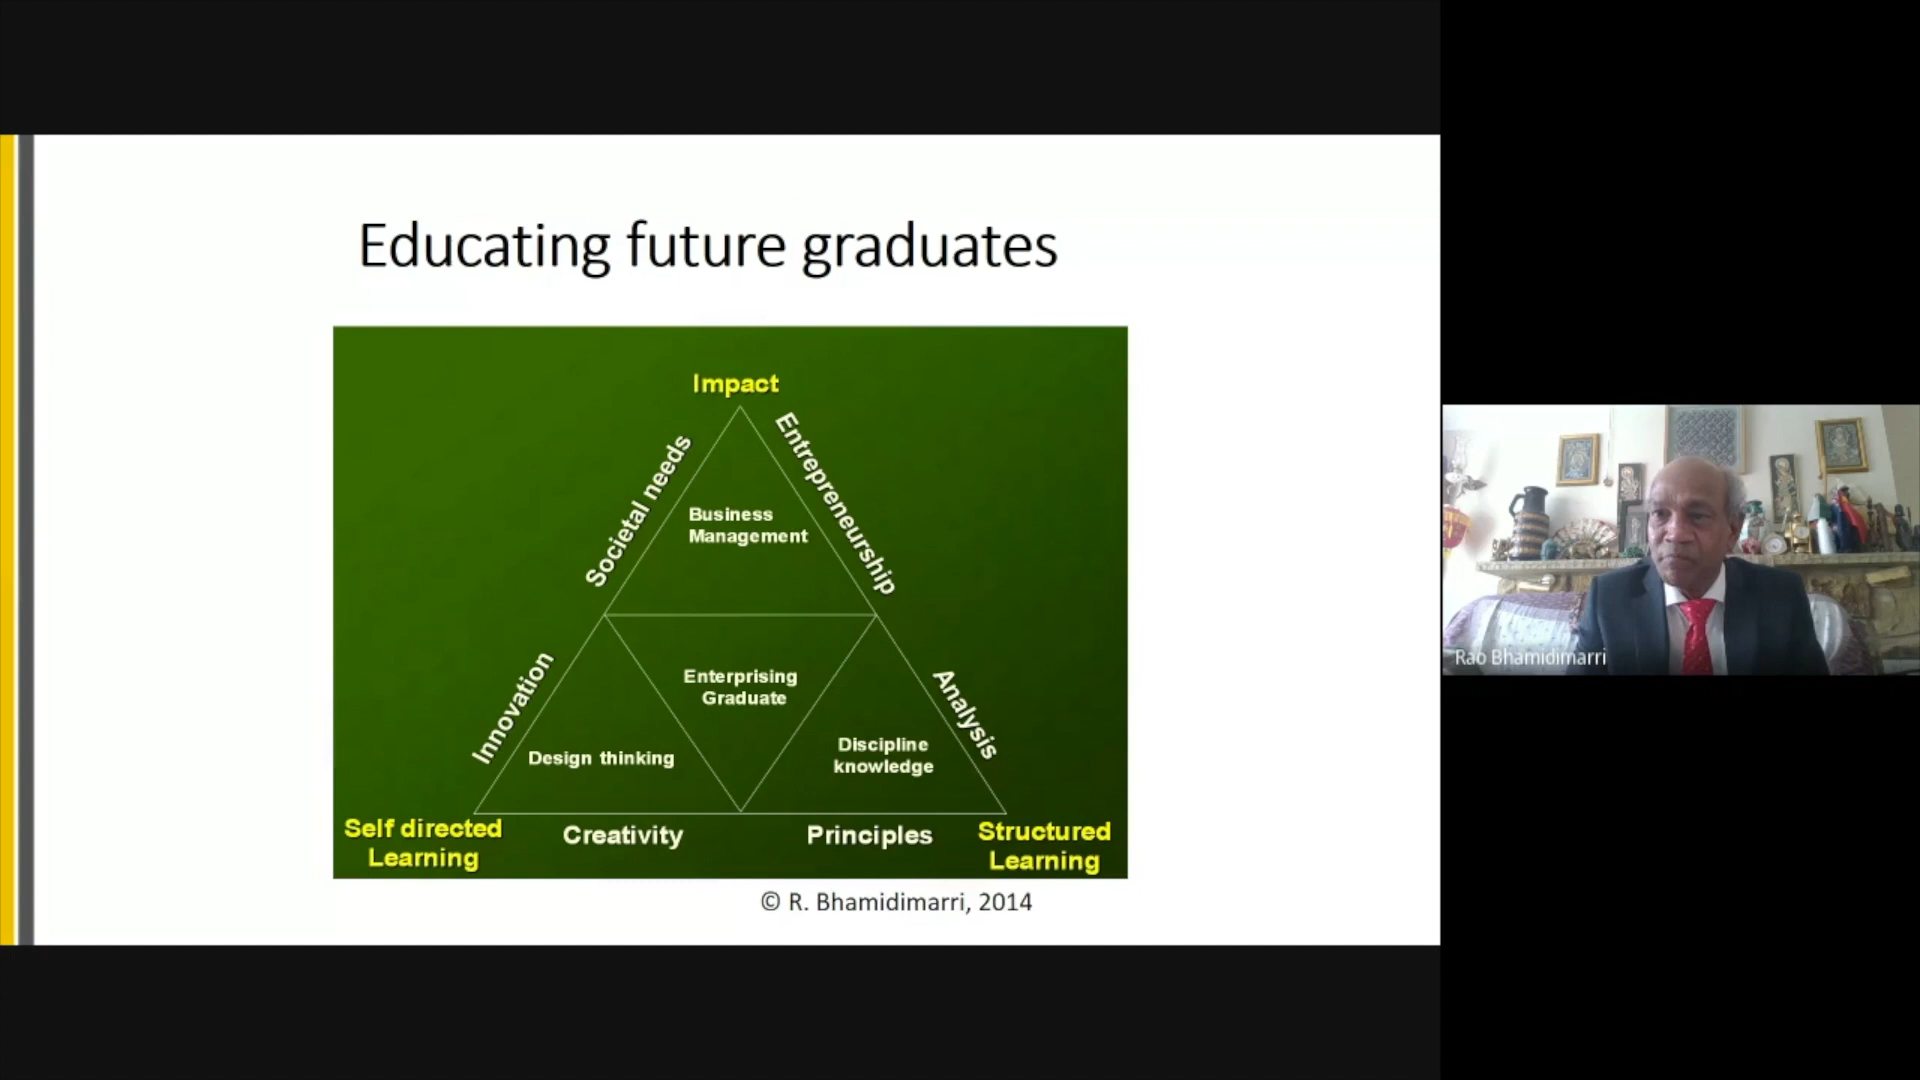 Educating future graduates
Impact
Societal needs
Entrepreneurship
Business
Management
Innovation
Enterprising
Graduate
Analysis
Design thinking
Discipline
knowledge
Self directed
Learning
Creativity
Principles
Structured
Learning
© R. Bhamidimarri, 2014
Rao Bhamidimarri